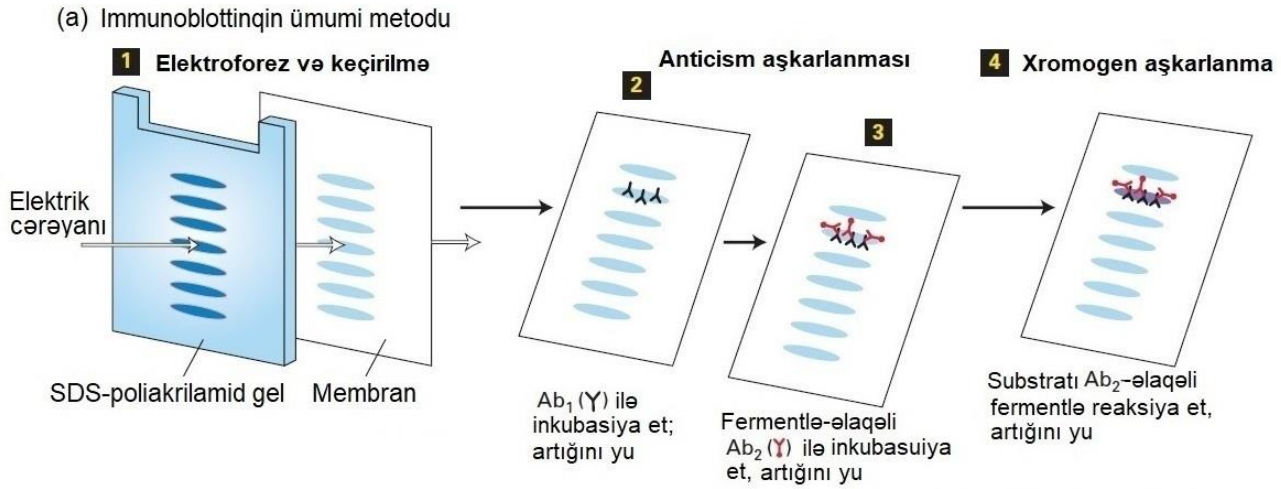 (a) Immunoblottinqin ümumi metodu
1 Elektroforez və keçirilmə
Elektrik
cərəyanı
SDS-poliakrilamid gel
Membran
Anticism aşkarlanması
2
Ab₁ (Y) ilə
inkubasiya et;
artığını yu
3
Fermentlə-əlaqəli
Ab₂ (Y) ilə inkubasuiya
et, artığını yu
4 Xromogen aşkarlanma
Substratı Ab₂-əlaqəli
fermentlə reaksiya et,
artığını yu